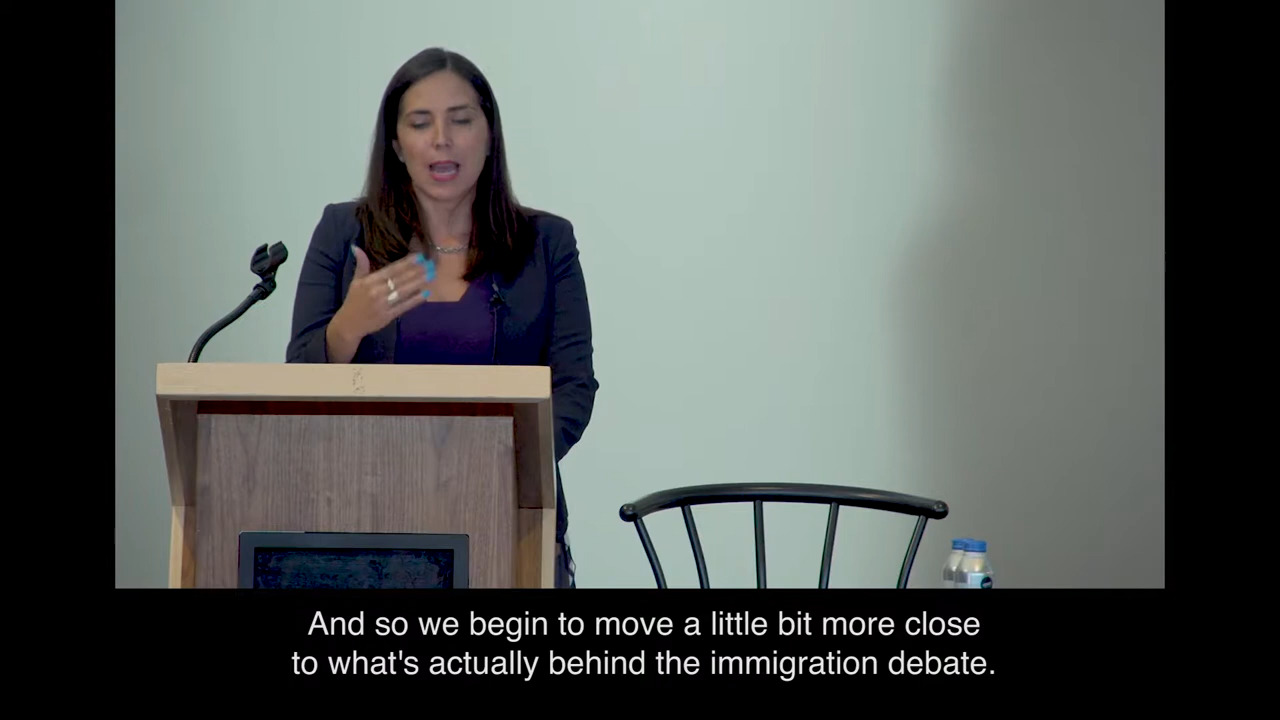 And so we begin to move a little bit more close
to what's actually behind the immigration debate.